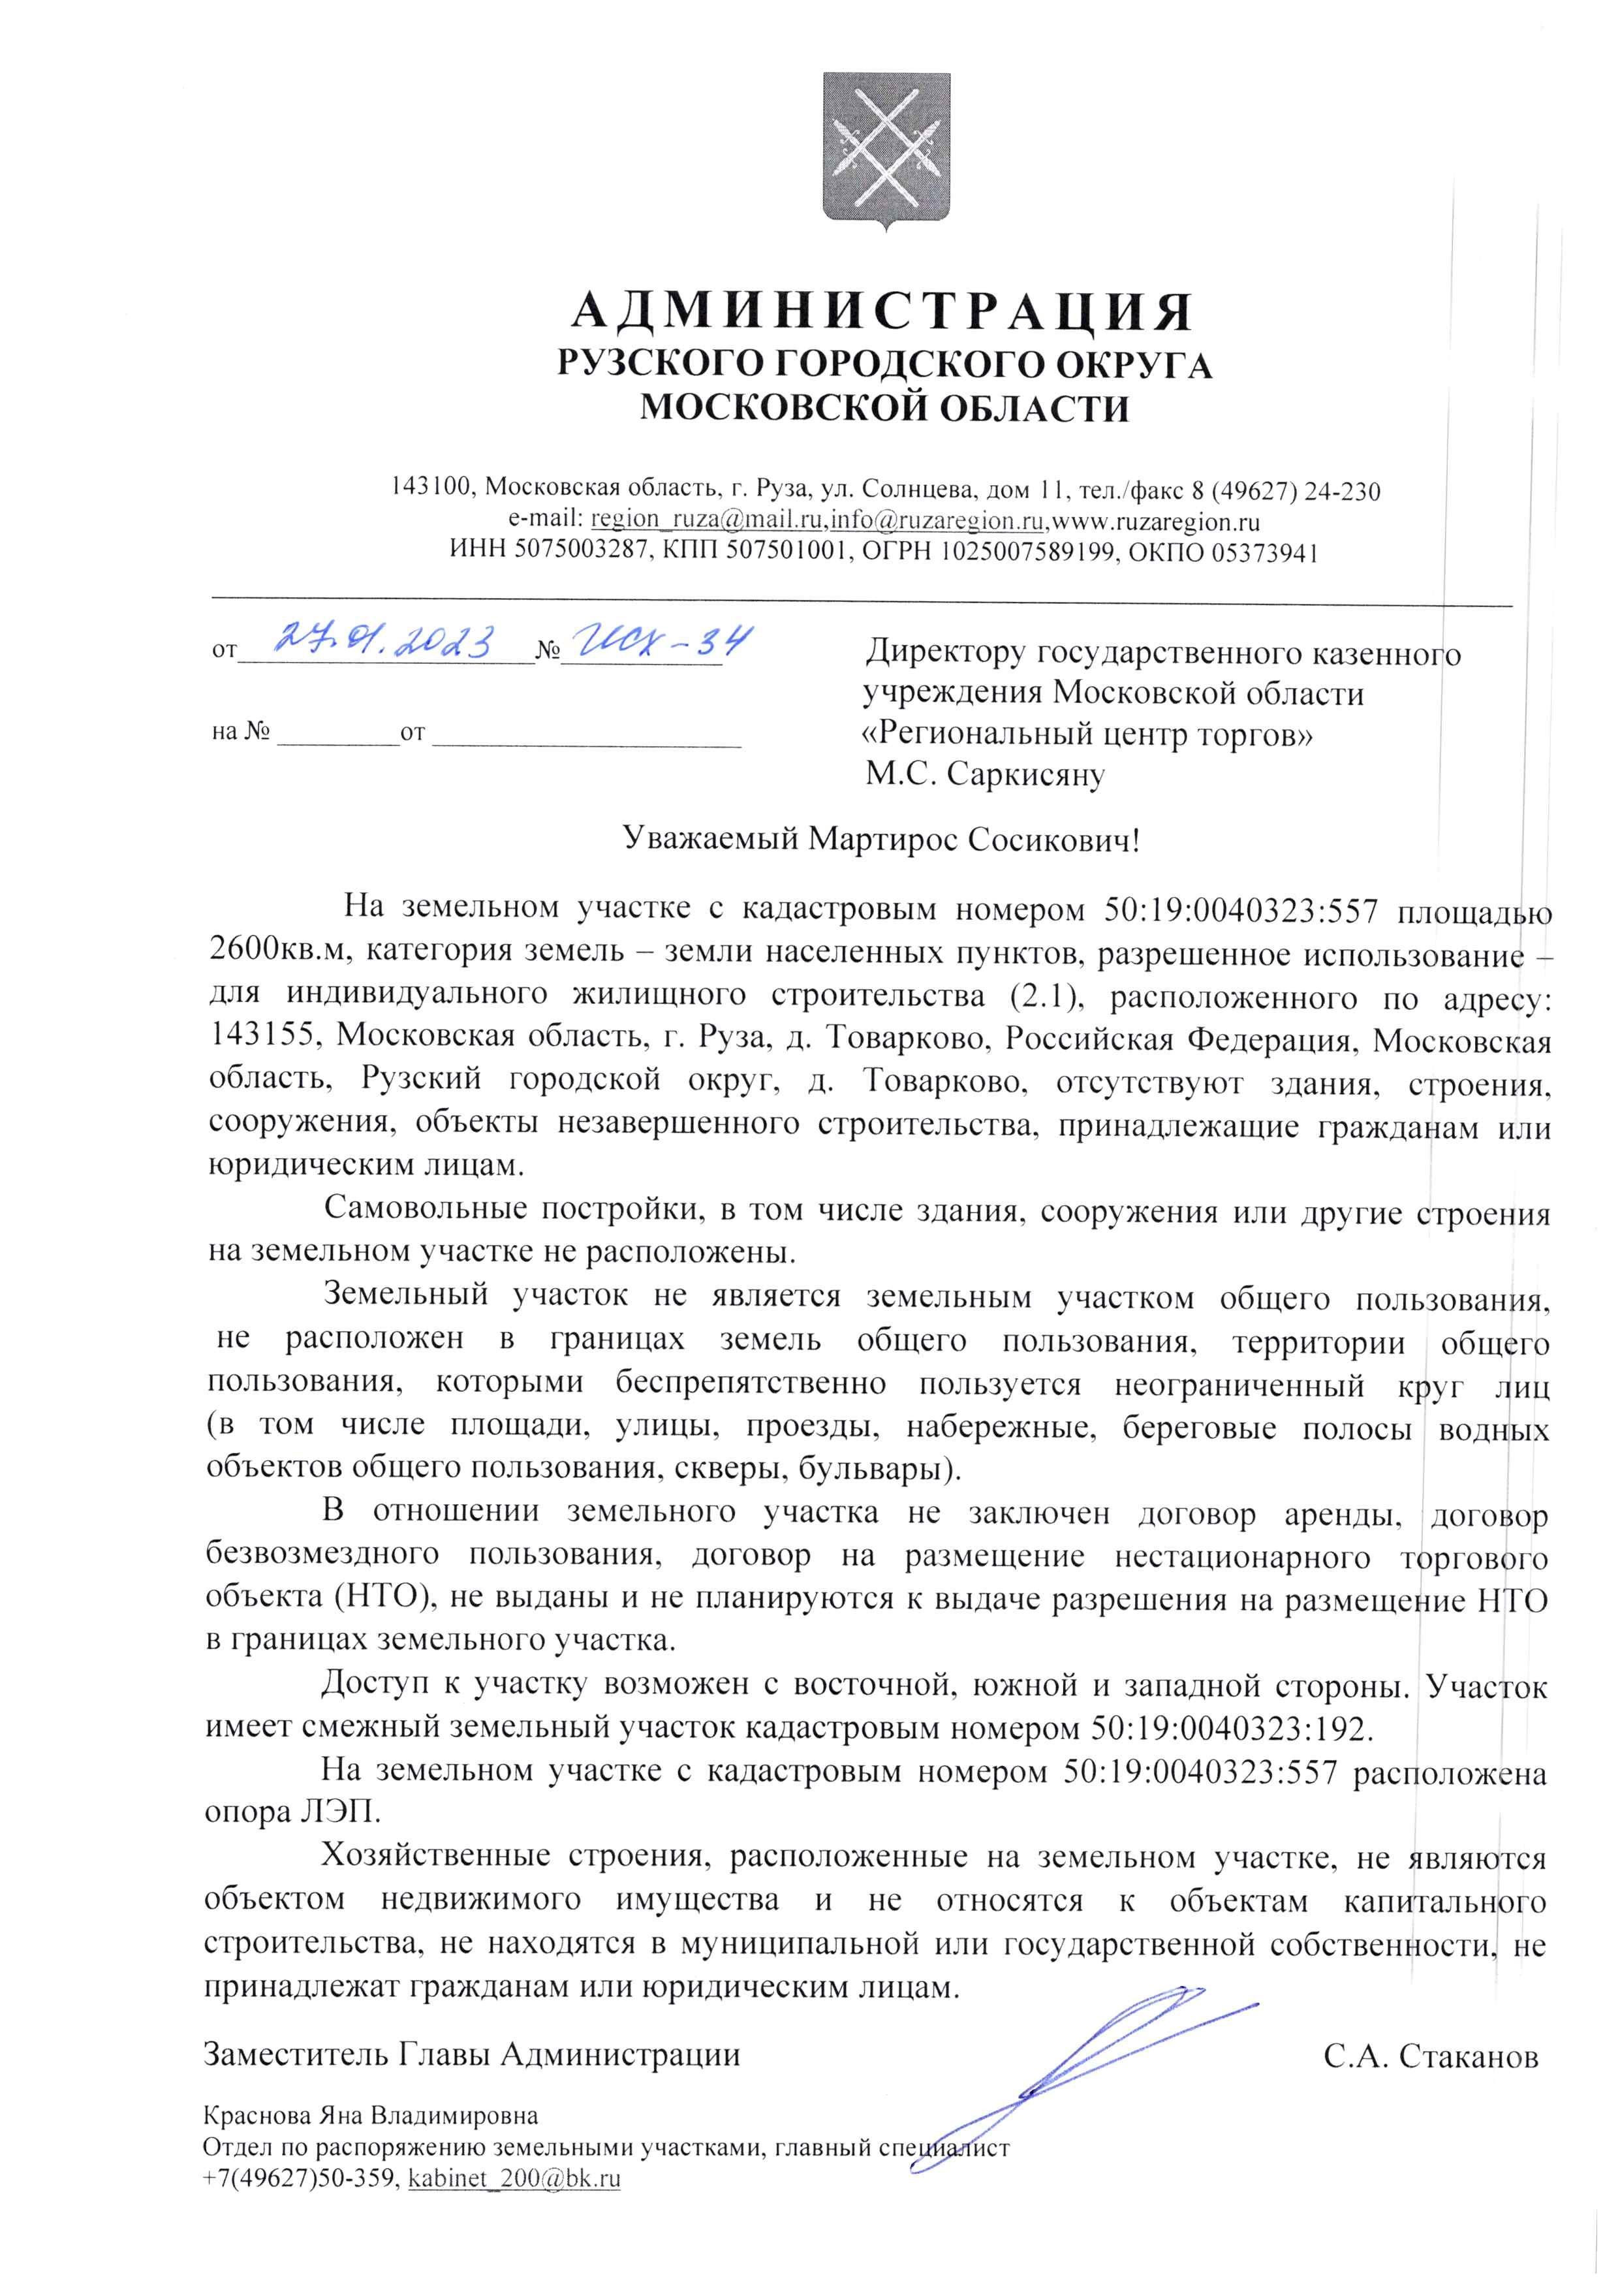 АДМИНИСТРАЦИЯ
РУЗСКОГО ГОРОДСКОГО ОКРУГА
МОСКОВСКОЙ ОБЛАСТИ
143100, Московская область, г. Руза, ул. Солнцева, дом 11, тел./факс 8 (49627) 24-230
e-mail: region_ruza@mail.ru,info@ruzaregion.ru,www.ruzaregion.ru
ИНН 5075003287, КПП 507501001, ОГРН 1025007589199, ОКПО 05373941
от 27.01.2023 № Исх-34
на № __________от ________________________
Директору государственного казенного
учреждения Московской области
«Региональный центр торгов»
М.С. Саркисяну
Уважаемый Мартирос Сосикович!
На земельном участке с кадастровым номером 50:19:0040323:557 площадью
2600кв.м, категория земель – земли населенных пунктов, разрешенное использование –
для индивидуального жилищного строительства (2.1), расположенного по адресу:
143155, Московская область, г. Руза, д. Товарково, Российская Федерация, Московская
область, Рузский городской округ, д. Товарково, отсутствуют здания, строения,
сооружения, объекты незавершенного строительства, принадлежащие гражданам или
юридическим лицам.
Самовольные постройки, в том числе здания, сооружения или другие строения
на земельном участке не расположены.
Земельный участок не является земельным участком общего пользования,
не расположен в границах земель общего пользования, территории общего
пользования, которыми беспрепятственно пользуется неограниченный круг лиц
(в том числе площади, улицы, проезды, набережные, береговые полосы водных
объектов общего пользования, скверы, бульвары).
В отношении земельного участка не заключен договор аренды, договор
безвозмездного пользования, договор на размещение нестационарного торгового
объекта (НТО), не выданы и не планируются к выдаче разрешения на размещение НТО
в границах земельного участка.
Доступ к участку возможен с восточной, южной и западной стороны. Участок
имеет смежный земельный участок кадастровым номером 50:19:0040323:192.
На земельном участке с кадастровым номером 50:19:0040323:557 расположена
опора ЛЭП.
Хозяйственные строения, расположенные на земельном участке, не являются
объектом недвижимого имущества и не относятся к объектам капитального
строительства, не находятся в муниципальной или государственной собственности, не
принадлежат гражданам или юридическим лицам.
Заместитель Главы Администрации С.А. Стаканов
Краснова Яна Владимировна
Отдел по распоряжению земельными участками, главный специалист
+7(49627)50-359, kabinet_200@bk.ru